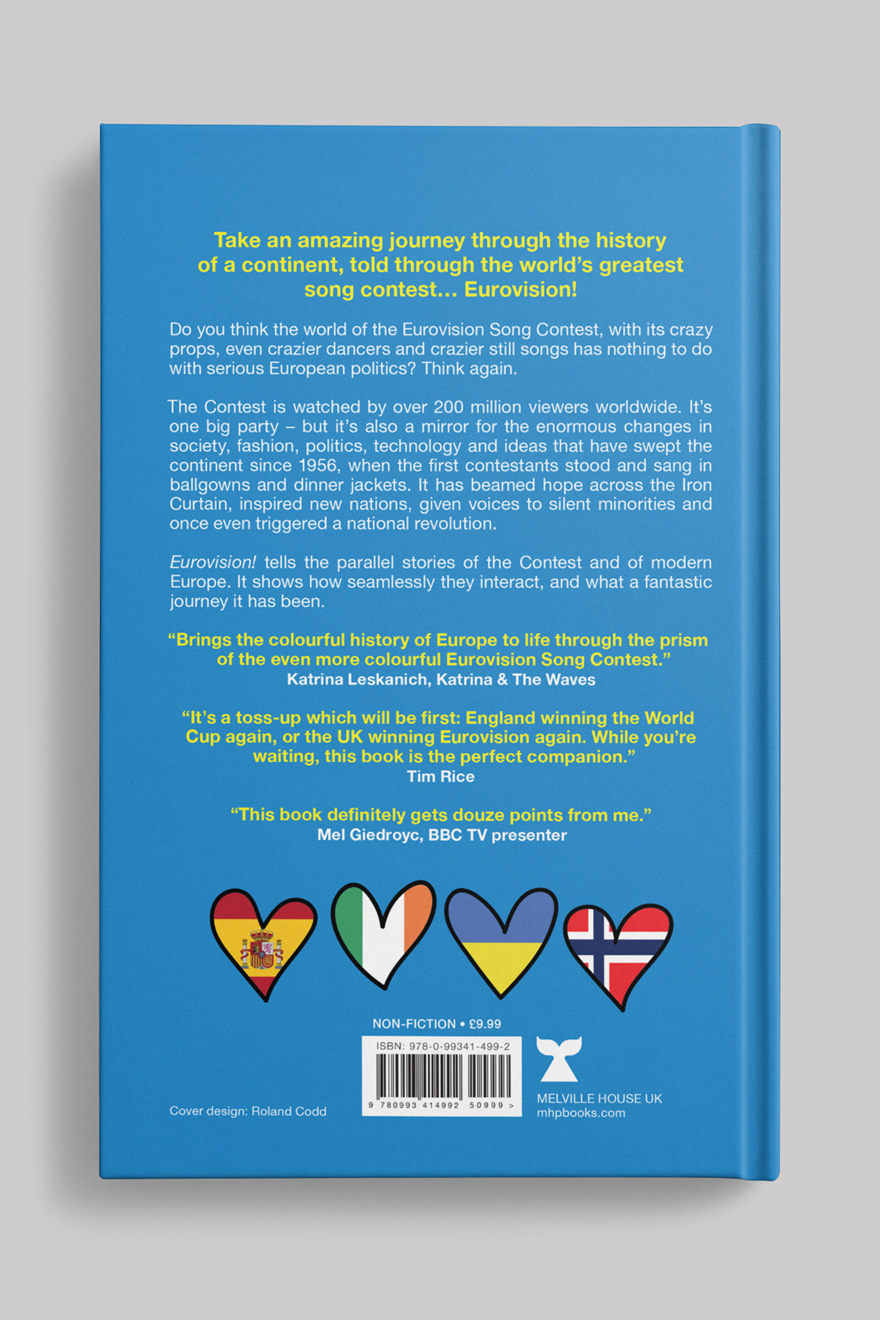 Take an amazing journey through the history
of a continent, told through the world's greatest
song contest... Eurovision!
Do you think the world of the Eurovision Song Contest, with its crazy
props, even crazier dancers and crazier still songs has nothing to do
with serious European politics? Think again.
The Contest is watched by over 200 million viewers worldwide. It's
one big party – but it's also a mirror for the enormous changes in
society, fashion, politics, technology and ideas that have swept the
continent since 1956, when the first contestants stood and sang in
ballgowns and dinner jackets. It has beamed hope across the Iron
Curtain, inspired new nations, given voices to silent minorities and
once even triggered a national revolution.
Eurovision! tells the parallel stories of the Contest and of modern
Europe. It shows how seamlessly they interact, and what a fantastic
journey it has been.
“Brings the colourful history of Europe to life through the prism
of the even more colourful Eurovision Song Contest.”
Katrina Leskanich, Katrina & The Waves
“It's a toss-up which will be first: England winning the World
Cup again, or the UK winning Eurovision again. While you're
waiting, this book is the perfect companion.”
Tim Rice
“This book definitely gets douze points from me.”
Mel Giedroyc, BBC TV presenter
NON-FICTION • £9.99
ISBN: 978-0-99341-499-2
9 780993 414992 50999 >
Cover design: Roland Codd
MELVILLE HOUSE UK
mhpbooks.com